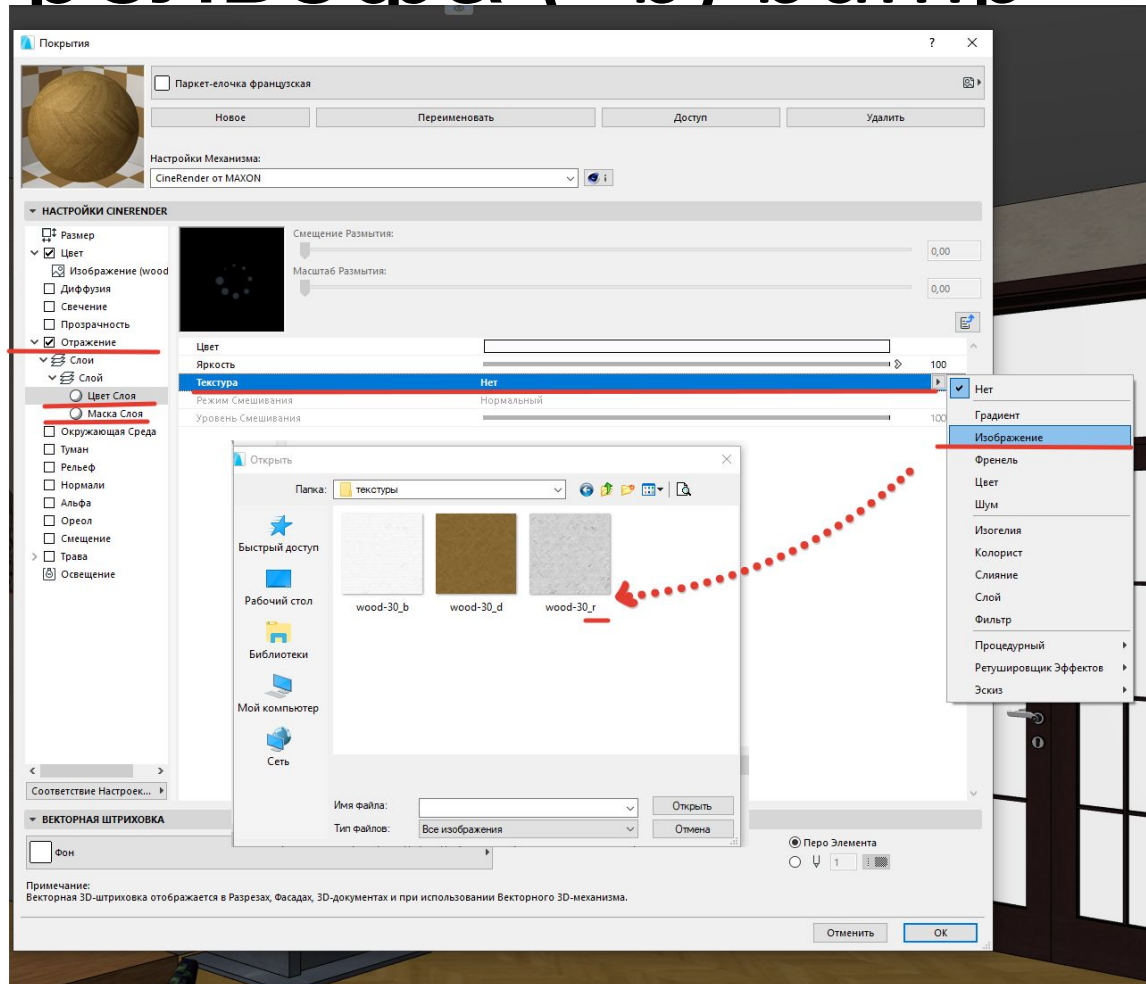 Покрытия
? ×
Паркет-елочка французская
Новое Переименовать Доступ Удалить
Настройки Механизма:
CineRender от MAXON
i
НАСТРОЙКИ CINERENDER
Размер
Цвет
Изображение (wood
Диффузия
Свечение
Прозрачность
Отражение
Слои
Слой
Цвет Слоя
Маска Слоя
Окружающая Среда
Туман
Рельеф
Нормали
Альфа
Ореол
Смещение
Трава
Освещение
Соответствие Настроек...
Смещение Размытия:
0,00
Масштаб Размытия:
0,00
Цвет
Яркость 100
Текстура Нет
Режим Смешивания Нормальный
Уровень Смешивания 100
Нет
Градиент
Изображение
Френель
Цвет
Шум
Изогелия
Колорист
Слияние
Слой
Фильтр
Процедурный
Ретушировщик Эффектов
Эскиз
Открыть
Папка: текстуры
Быстрый доступ
Рабочий стол
Библиотеки
Мой компьютер
Сеть
wood-30_b wood-30_d wood-30_r
Имя файла: Открыть
Тип файлов: Все изображения Отмена
ВЕКТОРНАЯ ШТРИХОВКА
Фон
Перо Элемента
1
Примечание:
Векторная 3D-штриховка отображается в Разрезах, Фасадах, 3D-документах и при использовании Векторного 3D-механизма.
Отменить OK